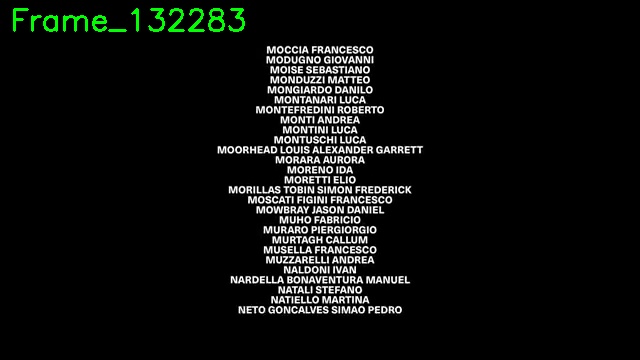 Frame_132283
MOCCIA FRANCESCO
MODUGNO GIOVANNI
MOISE SEBASTIANO
MONDUZZI MATTEO
MONGIARDO DANILO
MONTANARI LUCA
MONTEFREDINI ROBERTO
MONTI ANDREA
MONTINI LUCA
MONTUSCHI LUCA
MOORHEAD LOUIS ALEXANDER GARRETT
MORARA AURORA
MORENO IDA
MORETTI ELIO
MORILLAS TOBIN SIMON FREDERICK
MOSCATI FIGINI FRANCESCO
MOWBRAY JASON DANIEL
MUHO FABRICIO
MURARO PIERGIORGIO
MURTAGH CALLUM
MUSELLA FRANCESCO
MUZZARELLI ANDREA
NALDONI IVAN
NARDELLA BONAVENTURA MANUEL
NATALI STEFANO
NATIELLO MARTINA
NETO GONCALVES SIMAO PEDRO